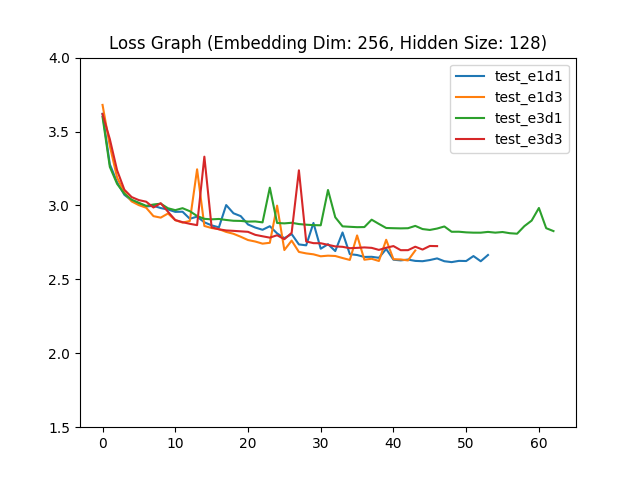 Loss Graph (Embedding Dim: 256, Hidden Size: 128)
4.0
3.5
3.0
2.5
2.0
1.5
0
10
20
30
40
50
60
test_e1d1
test_e1d3
test_e3d1
test_e3d3